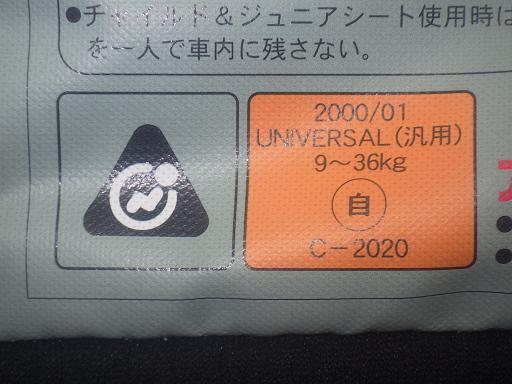 ●チャイルド&ジュニアシート使用時は
を一人で車内に残さない。
2000/01
UNIVERSAL(汎用)
9〜36kg
自
C-2020